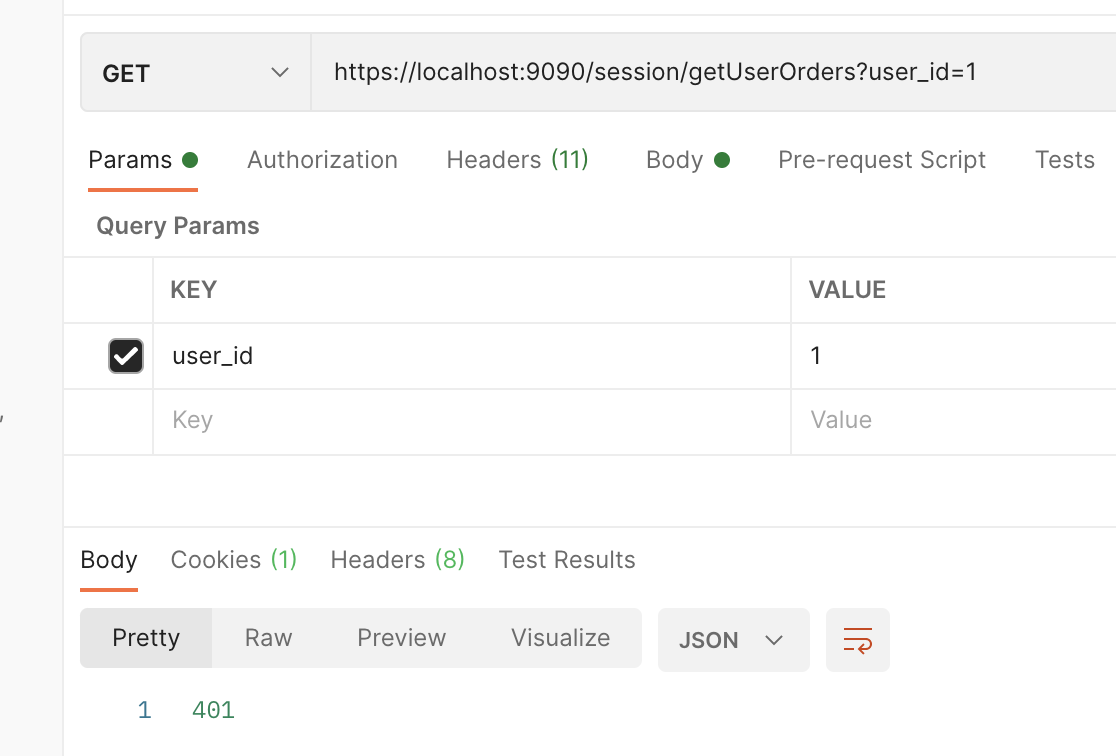 GET https://localhost:9090/session/getUserOrders?user_id=1
Params Authorization Headers (11) Body Pre-request Script Tests
Query Params
KEY VALUE
user_id 1
Key Value
Body Cookies (1) Headers (8) Test Results
Pretty Raw Preview Visualize JSON
1 401